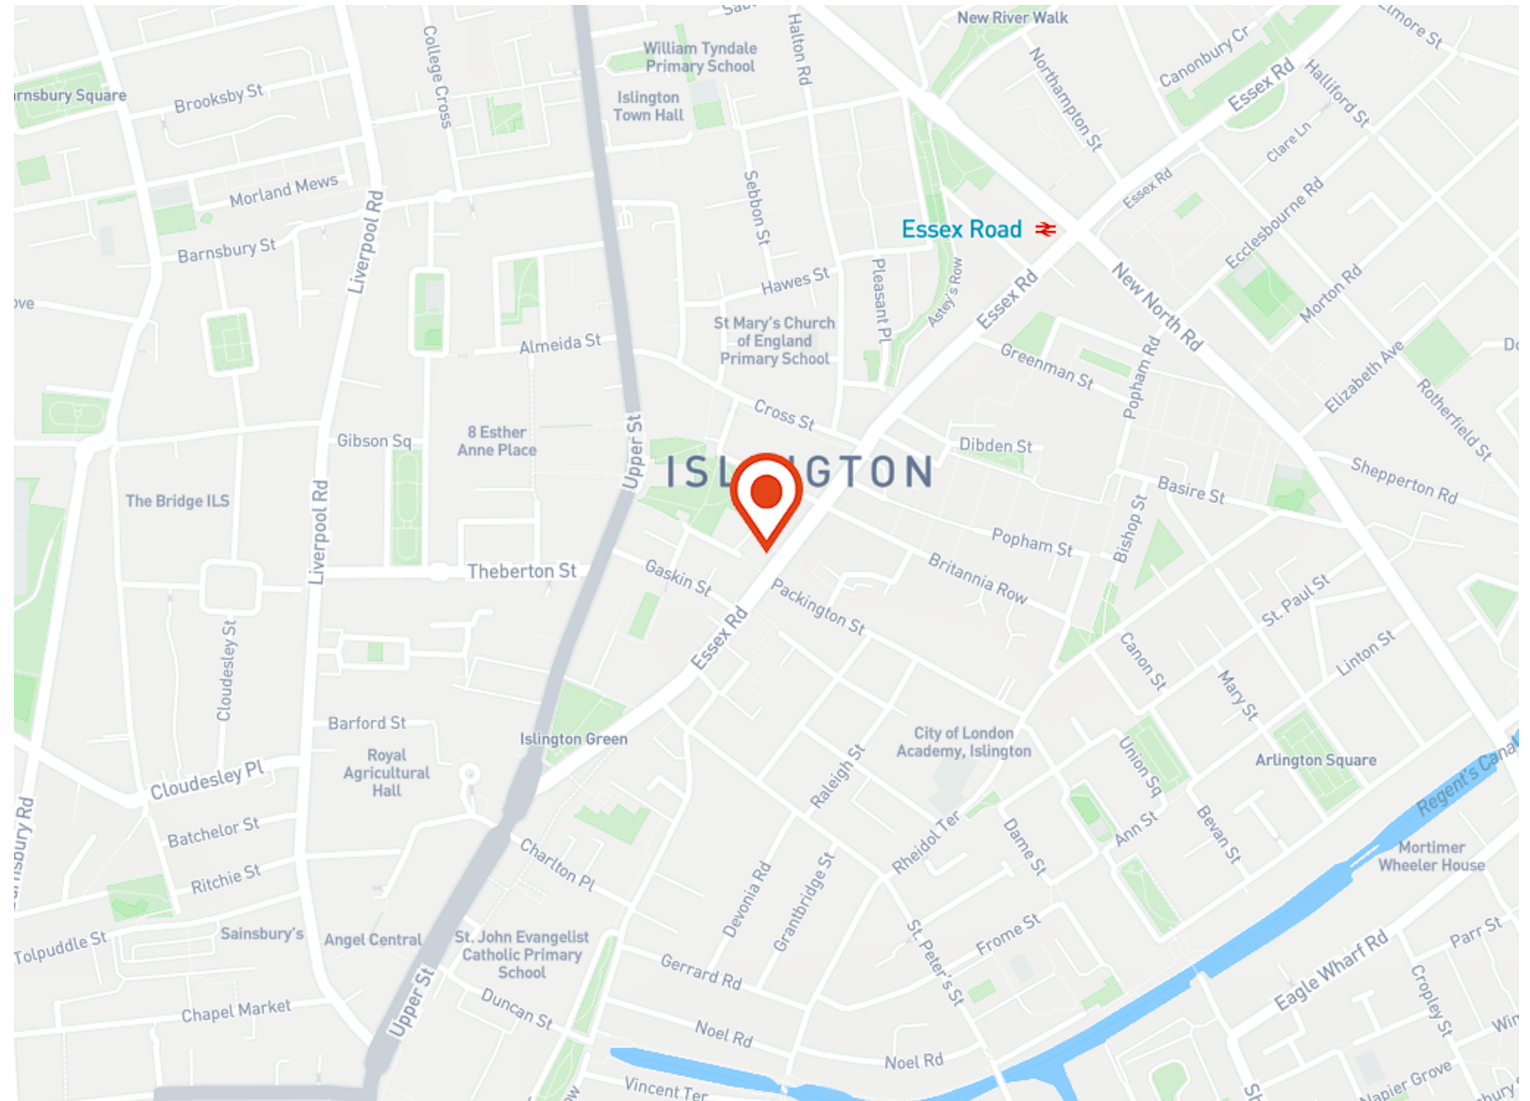 New River Walk
Elmore St
William Tyndale
Primary School
Halton Rd
College Cross
Northampton St
Canonbury Cr
Essex Rd
Halliford St
Brooksby St
Islington
Town Hall
Clare Ln
Morland Mews
Sebbon St
Essex Rd
Ecclesbourne Rd
Liverpool Rd
Essex Road
Barnsbury St
Hawes St
Pleasant Pl
Astey's Row
Essex Rd
New North Rd
Morton Rd
St Mary's Church
of England
Primary School
Almeida St
Greenman St
Popham Rd
Elizabeth Ave
Rotherfield St
Cross St
Gibson Sq
8 Esther
Anne Place
Upper St
Dibden St
Shepperton Rd
The Bridge ILS
Liverpool Rd
Basire St
Bishop St
Popham St
Theberton St
Gaskin St
Packington St
Britannia Row
St. Paul St
Essex Rd
Cloudesley St
Canon St
Linton St
Mary St
Barford St
Islington Green
City of London
Academy, Islington
Union Sq
Arlington Square
Royal
Agricultural
Hall
Cloudesley Pl
Raleigh St
Regent's Canal
Batchelor St
Charlton Pl
Rheidol Ter
Dame St
Ann St
Bevan St
Mortimer
Wheeler House
Ritchie St
Devonia Rd
Grantbridge St
Tolpuddle St
Sainsbury's
Angel Central
St. John Evangelist
Catholic Primary
School
Frome St
St. Peter's St
Parr St
Gerrard Rd
Eagle Wharf Rd
Cropley St
Chapel Market
Upper St
Duncan St
Noel Rd
Noel Rd
Vincent Ter
Napier Grove